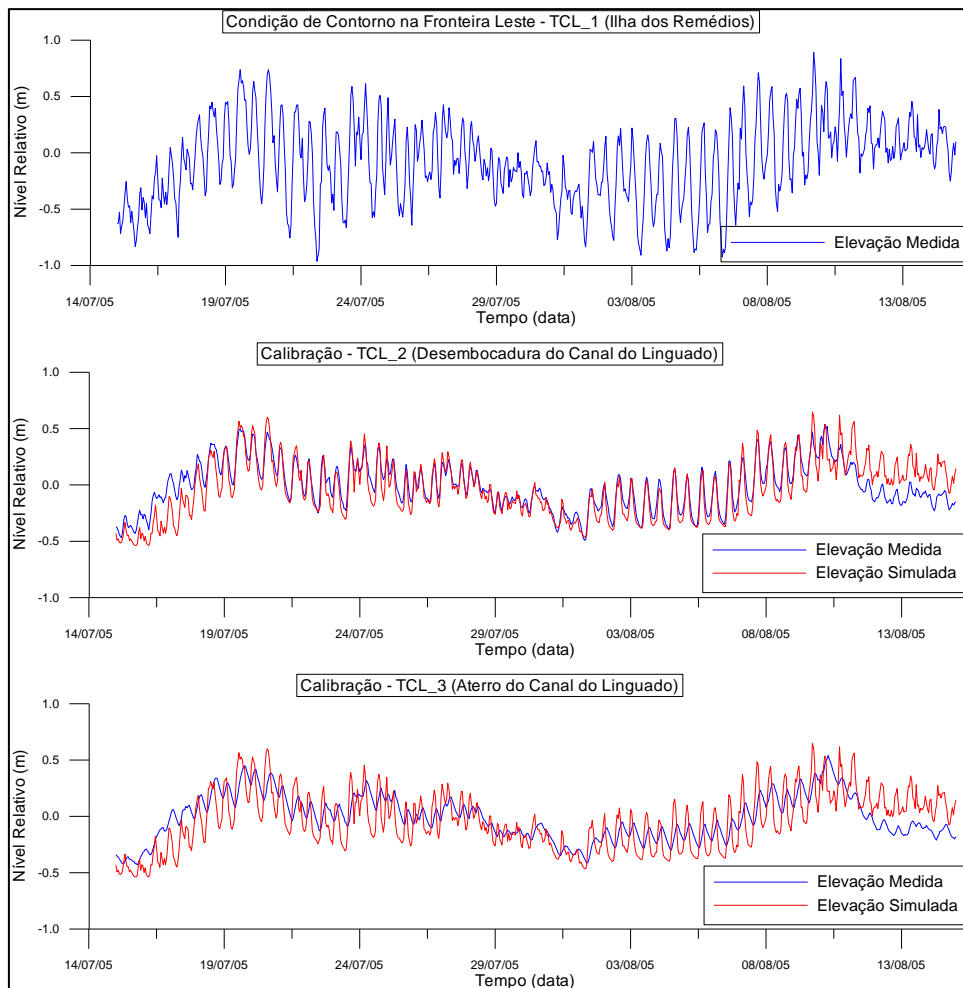 Condição de Contorno na Fronteira Leste - TCL_1 (Ilha dos Remédios)
Nível Relativo (m)
1.0
0.5
0.0
-0.5
-1.0
Elevação Medida
14/07/05 19/07/05 24/07/05 29/07/05 03/08/05 08/08/05 13/08/05
Tempo (data)
Calibração - TCL_2 (Desembocadura do Canal do Linguado)
Nível Relativo (m)
1.0
0.5
0.0
-0.5
-1.0
Elevação Medida
Elevação Simulada
14/07/05 19/07/05 24/07/05 29/07/05 03/08/05 08/08/05 13/08/05
Tempo (data)
Calibração - TCL_3 (Aterro do Canal do Linguado)
Nível Relativo (m)
1.0
0.5
0.0
-0.5
-1.0
Elevação Medida
Elevação Simulada
14/07/05 19/07/05 24/07/05 29/07/05 03/08/05 08/08/05 13/08/05
Tempo (data)